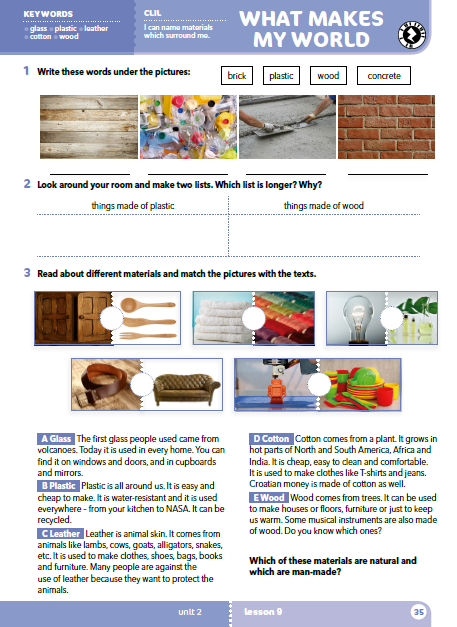 KEYWORDS
glass plastic leather
cotton wood
CLIL
I can name materials
which surround me.
WHAT MAKES
MY WORLD
1 Write these words under the pictures:
brick plastic wood concrete
2 Look around your room and make two lists. Which list is longer? Why?
things made of plastic things made of wood
3 Read about different materials and match the pictures with the texts.
A Glass The first glass people used came from
volcanoes. Today it is used in every home. You can
find it on windows and doors, and in cupboards
and mirrors.
B Plastic Plastic is all around us. It is easy and
cheap to make. It is water-resistant and it is used
everywhere – from your kitchen to NASA. It can be
recycled.
C Leather Leather is animal skin. It comes from
animals like lambs, cows, goats, alligators, snakes,
etc. It is used to make clothes, shoes, bags, books
and furniture. Many people are against the
use of leather because they want to protect the
animals.
D Cotton Cotton comes from a plant. It grows in
hot parts of North and South America, Africa and
India. It is cheap, easy to clean and comfortable.
It is used to make clothes like T-shirts and jeans.
Croatian money is made of cotton as well.
E Wood Wood comes from trees. It can be used
to make houses or floors, furniture or just to keep
us warm. Some musical instruments are also made
of wood. Do you know which ones?
Which of these materials are natural and
which are man-made?
unit 2 lesson 9 35